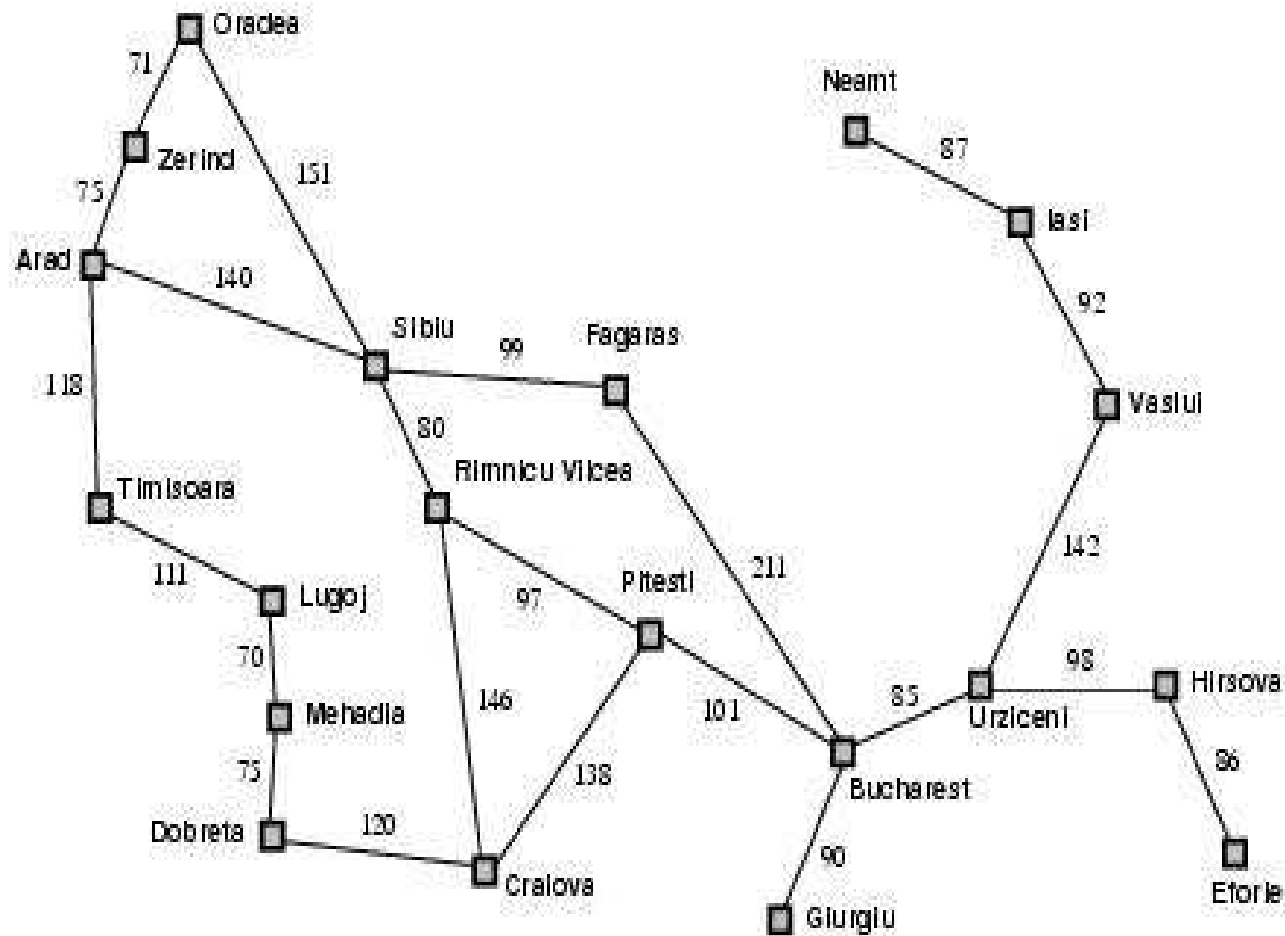 Oradea
71
Neamt
87
Zerind
151
75
Iasi
Arad
140
92
Sibiu
Fagaras
99
118
Vaslui
80
Rimnicu Vilcea
Timisoara
142
111
211
Lugoj
97
Pitesti
70
98
Hirsova
146
101
85
Mehadia
Urziceni
75
138
86
Bucharest
Dobreta
120
90
Craiova
Eforie
Giurgiu